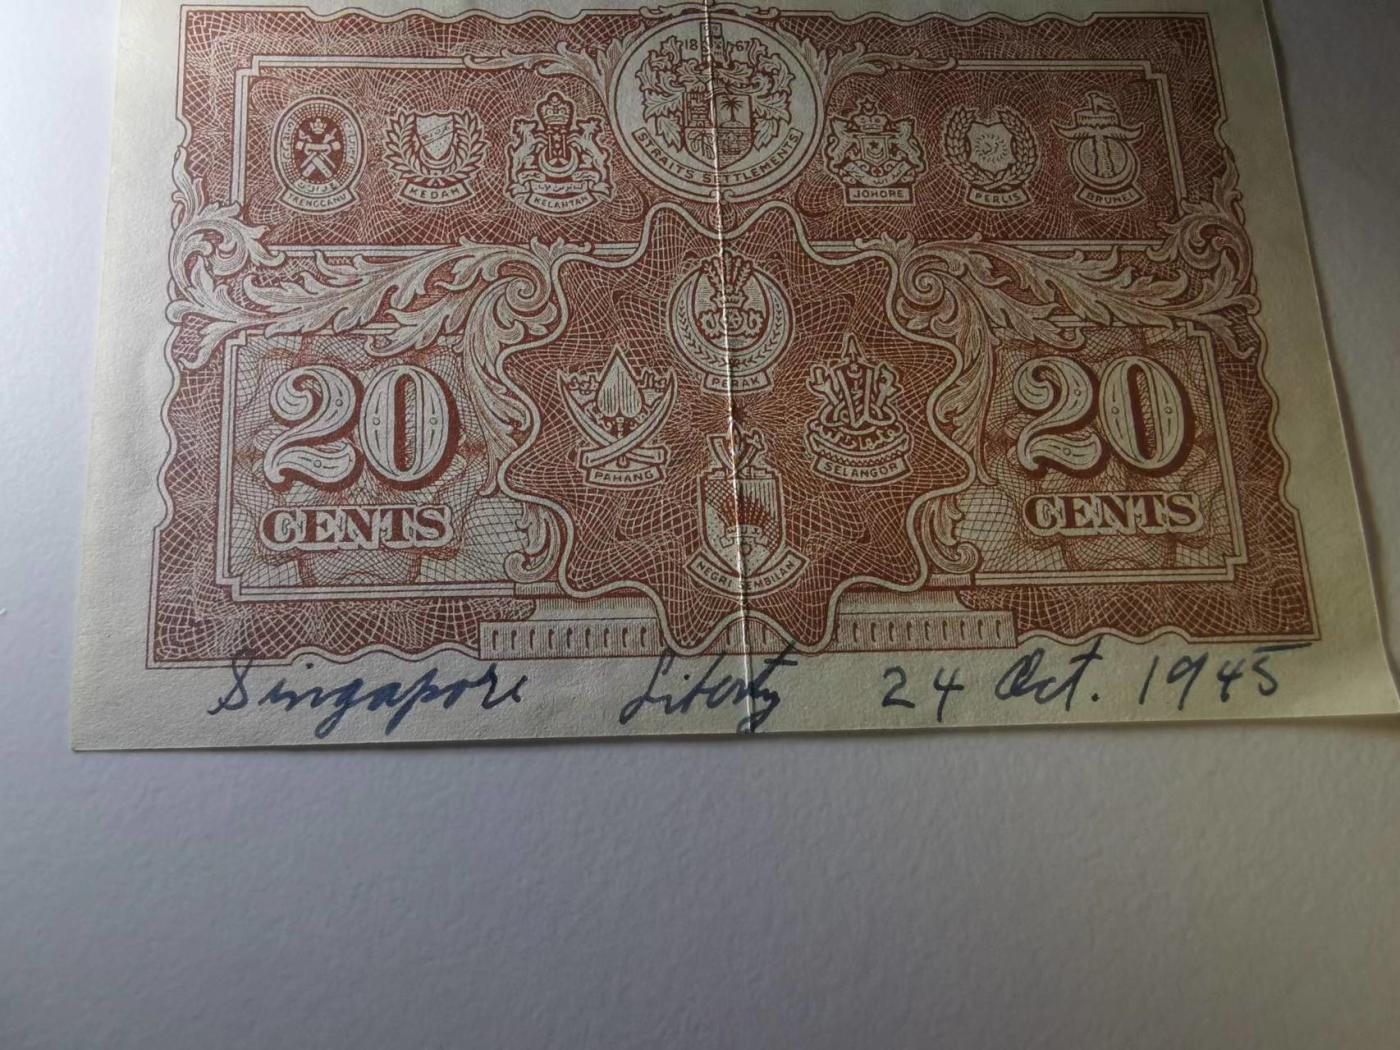 1867
STRAITS SETTLEMENTS
TRENGGANU KEDAH KELANTAN JOHORE PERLIS BRUNEI
PERAK
PAHANG SELANGOR
NEGRI SEMBILAN
20 20
CENTS CENTS
Singapore Liberty 24 Oct. 1945